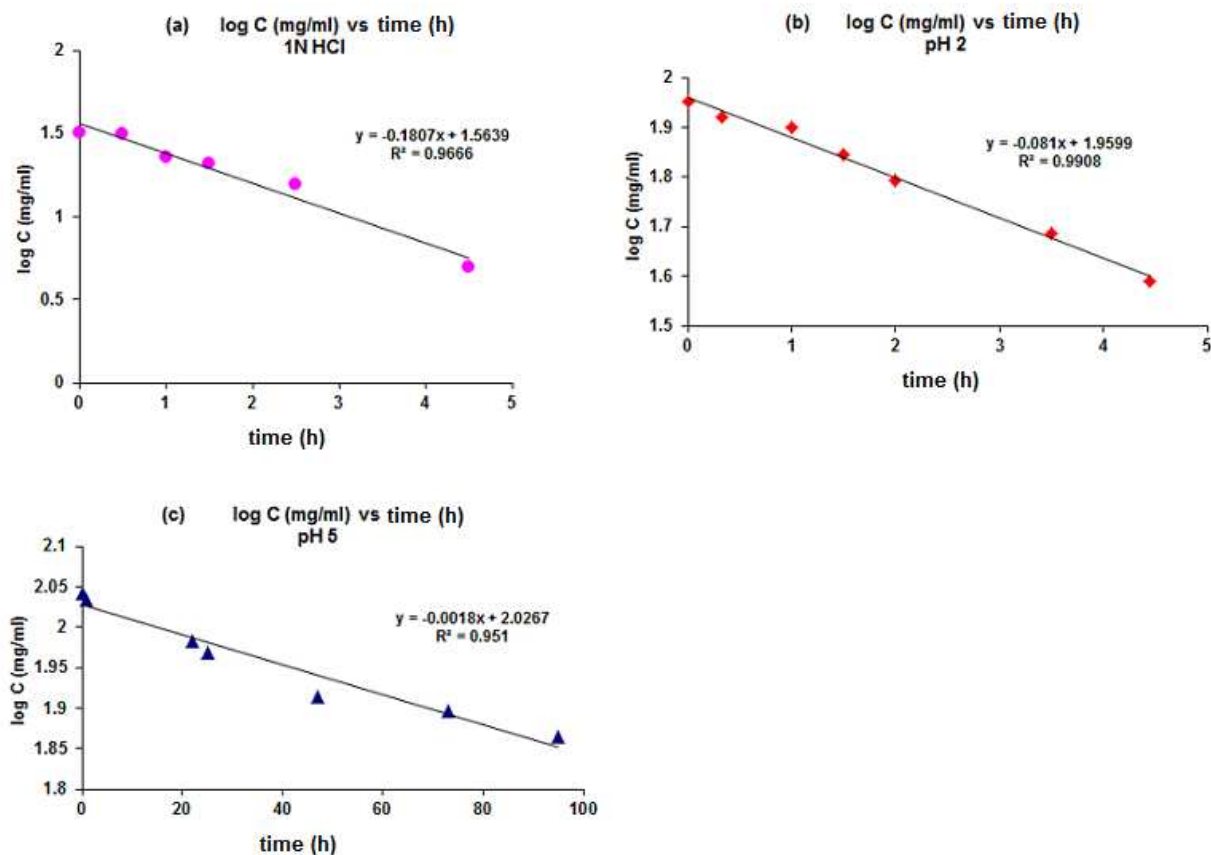 (a) log C (mg/ml) vs time (h)
1N HCl
2
1.5
1
0.5
0
log C (mg/ml)
y = -0.1807x + 1.5639
R² = 0.9666
0 1 2 3 4 5
time (h)
(b) log C (mg/ml) vs time (h)
pH 2
2
1.9
1.8
1.7
1.6
1.5
log C (mg/ml)
y = -0.081x + 1.9599
R² = 0.9908
0 1 2 3 4 5
time (h)
(c) log C (mg/ml) vs time (h)
pH 5
2.1
2.05
2
1.95
1.9
1.85
1.8
log C (mg/ml)
y = -0.0018x + 2.0267
R² = 0.951
0 20 40 60 80 100
time (h)